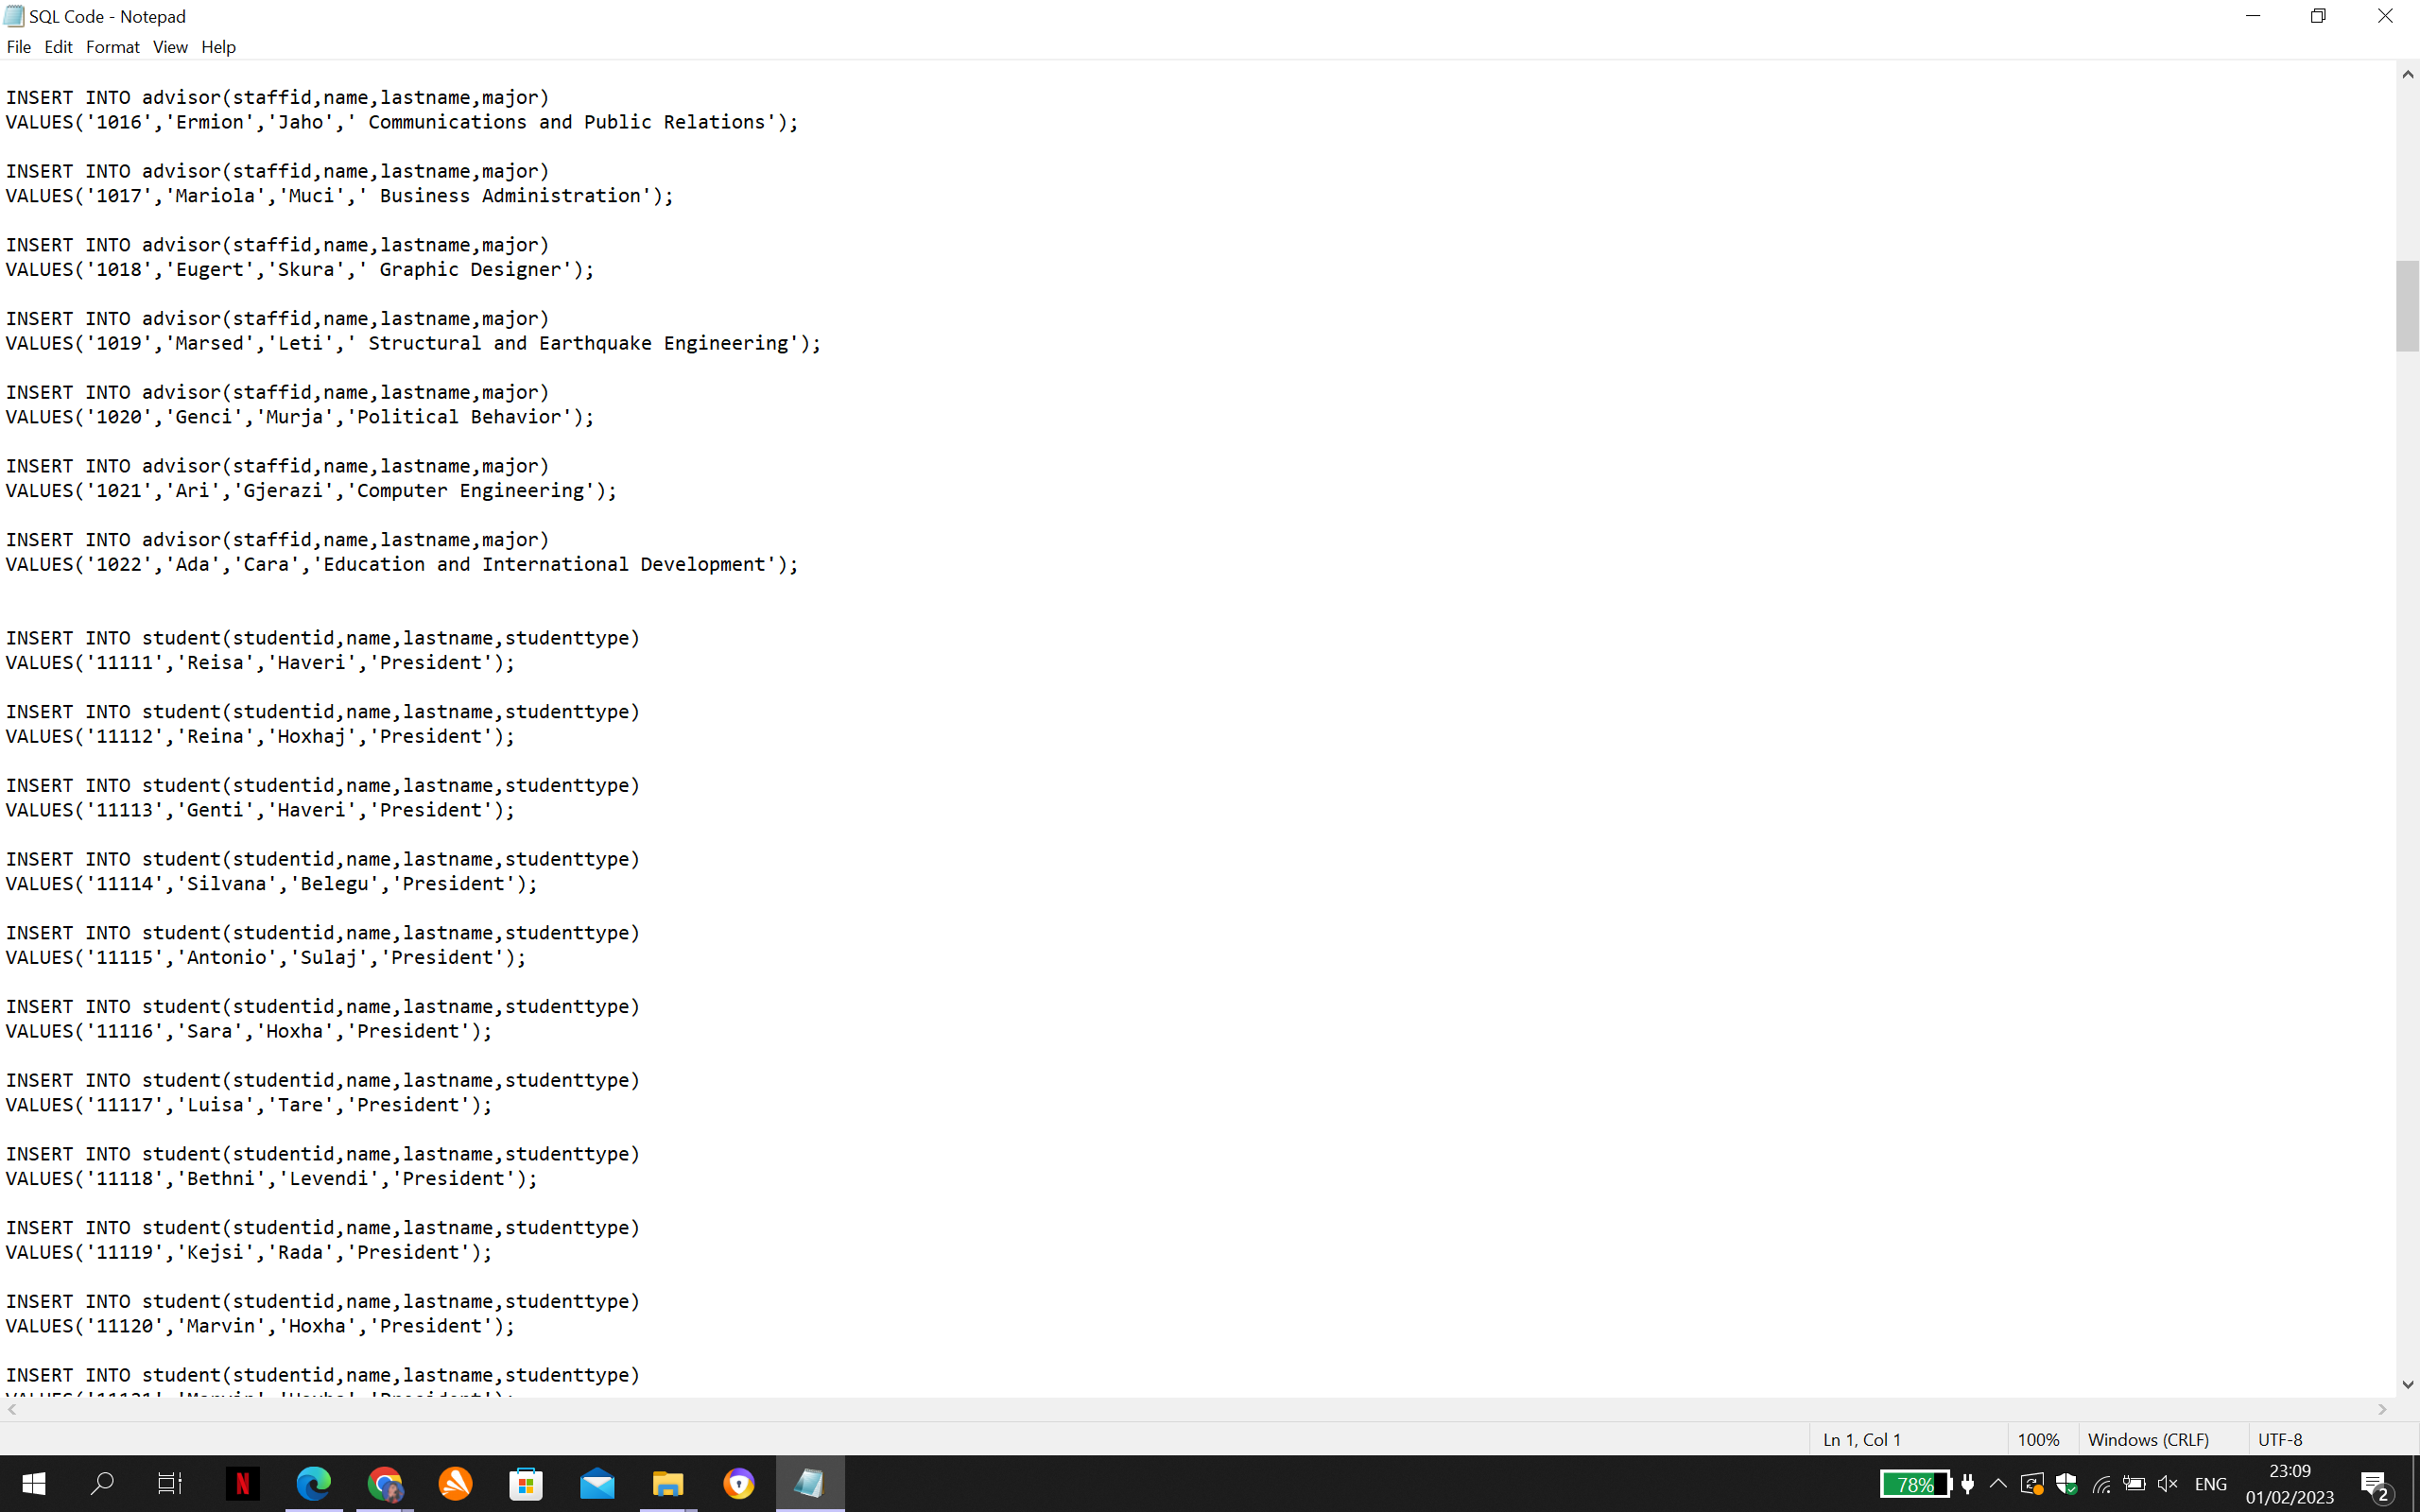 SQL Code - Notepad
File Edit Format View Help
INSERT INTO advisor(staffid,name,lastname,major)
VALUES('1016','Ermion','Jaho',' Communications and Public Relations');
INSERT INTO advisor(staffid,name,lastname,major)
VALUES('1017','Mariola','Muci',' Business Administration');
INSERT INTO advisor(staffid,name,lastname,major)
VALUES('1018','Eugert','Skura',' Graphic Designer');
INSERT INTO advisor(staffid,name,lastname,major)
VALUES('1019','Marsed','Leti',' Structural and Earthquake Engineering');
INSERT INTO advisor(staffid,name,lastname,major)
VALUES('1020','Genci','Murja','Political Behavior');
INSERT INTO advisor(staffid,name,lastname,major)
VALUES('1021','Ari','Gjerazi','Computer Engineering');
INSERT INTO advisor(staffid,name,lastname,major)
VALUES('1022','Ada','Cara','Education and International Development');
INSERT INTO student(studentid,name,lastname,studenttype)
VALUES('11111','Reisa','Haveri','President');
INSERT INTO student(studentid,name,lastname,studenttype)
VALUES('11112','Reina','Hoxhaj','President');
INSERT INTO student(studentid,name,lastname,studenttype)
VALUES('11113','Genti','Haveri','President');
INSERT INTO student(studentid,name,lastname,studenttype)
VALUES('11114','Silvana','Belegu','President');
INSERT INTO student(studentid,name,lastname,studenttype)
VALUES('11115','Antonio','Sulaj','President');
INSERT INTO student(studentid,name,lastname,studenttype)
VALUES('11116','Sara','Hoxha','President');
INSERT INTO student(studentid,name,lastname,studenttype)
VALUES('11117','Luisa','Tare','President');
INSERT INTO student(studentid,name,lastname,studenttype)
VALUES('11118','Bethni','Levendi','President');
INSERT INTO student(studentid,name,lastname,studenttype)
VALUES('11119','Kejsi','Rada','President');
INSERT INTO student(studentid,name,lastname,studenttype)
VALUES('11120','Marvin','Hoxha','President');
INSERT INTO student(studentid,name,lastname,studenttype)
Ln 1, Col 1 100% Windows (CRLF) UTF-8
N 78% ENG 23:09 2
01/02/2023